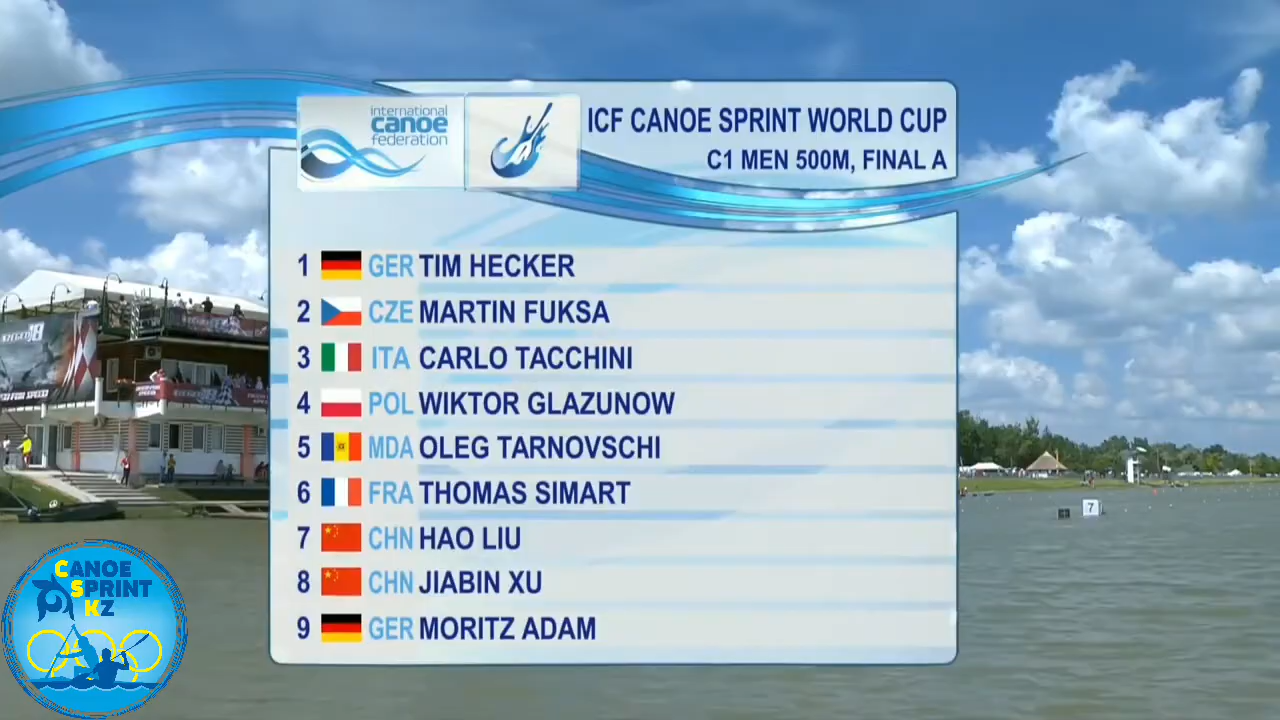 international
canoe
federation
ICF CANOE SPRINT WORLD CUP
C1 MEN 500M, FINAL A
1 GER TIM HECKER
2 CZE MARTIN FUKSA
3 ITA CARLO TACCHINI
4 POL WIKTOR GLAZUNOW
5 MDA OLEG TARNOVSCHI
6 FRA THOMAS SIMART
7 CHN HAO LIU
8 CHN JIABIN XU
9 GER MORITZ ADAM
7
CANOE
SPRINT
KZ